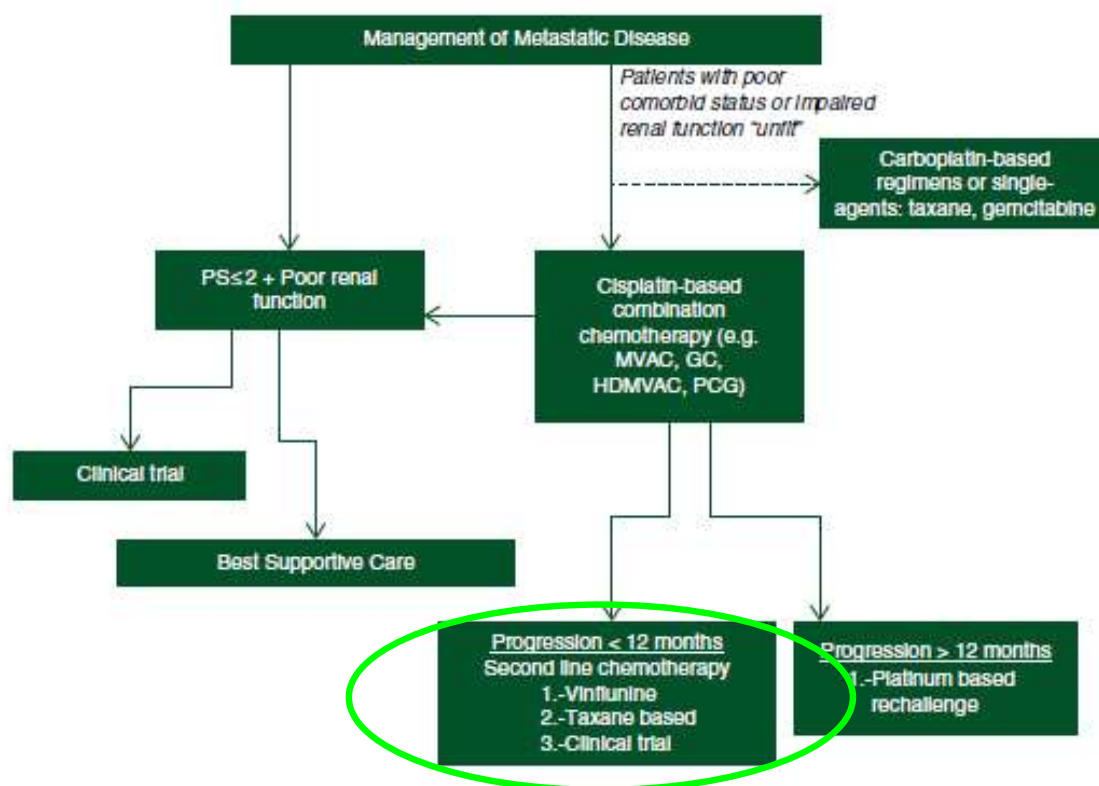 Management of Metastatic Disease
Patients with poor
comorbid status or impaired
renal function "unfit"
Carboplatin-based
regimens or single-
agents: taxane, gemcitabine
PS≤2 + Poor renal
function
Cisplatin-based
combination
chemotherapy (e.g.
MVAC, GC,
HDMVAC, PCG)
Clinical trial
Best Supportive Care
Progression < 12 months
Second line chemotherapy
1.-Vinflunine
2.-Taxane based
3.-Clinical trial
Progression > 12 months
1.-Platinum based
rechallenge